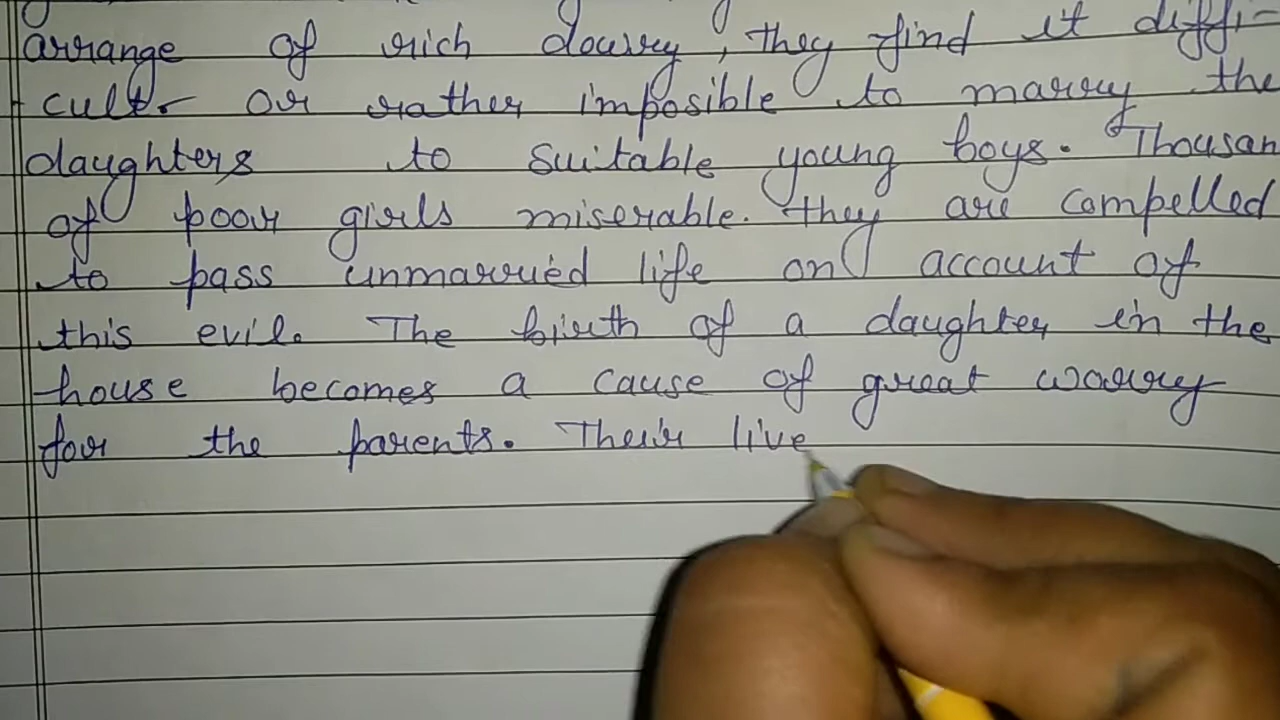 arrange of rich dowry, they find it diffi-
cult or rather imposible to marry the
daughters to suitable young boys. Thousan
of poor girls miserable. they are compelled
to pass unmarried life on account of
this evil. The birth of a daughter in the
house becomes a cause of great worry
for the parents. Their live